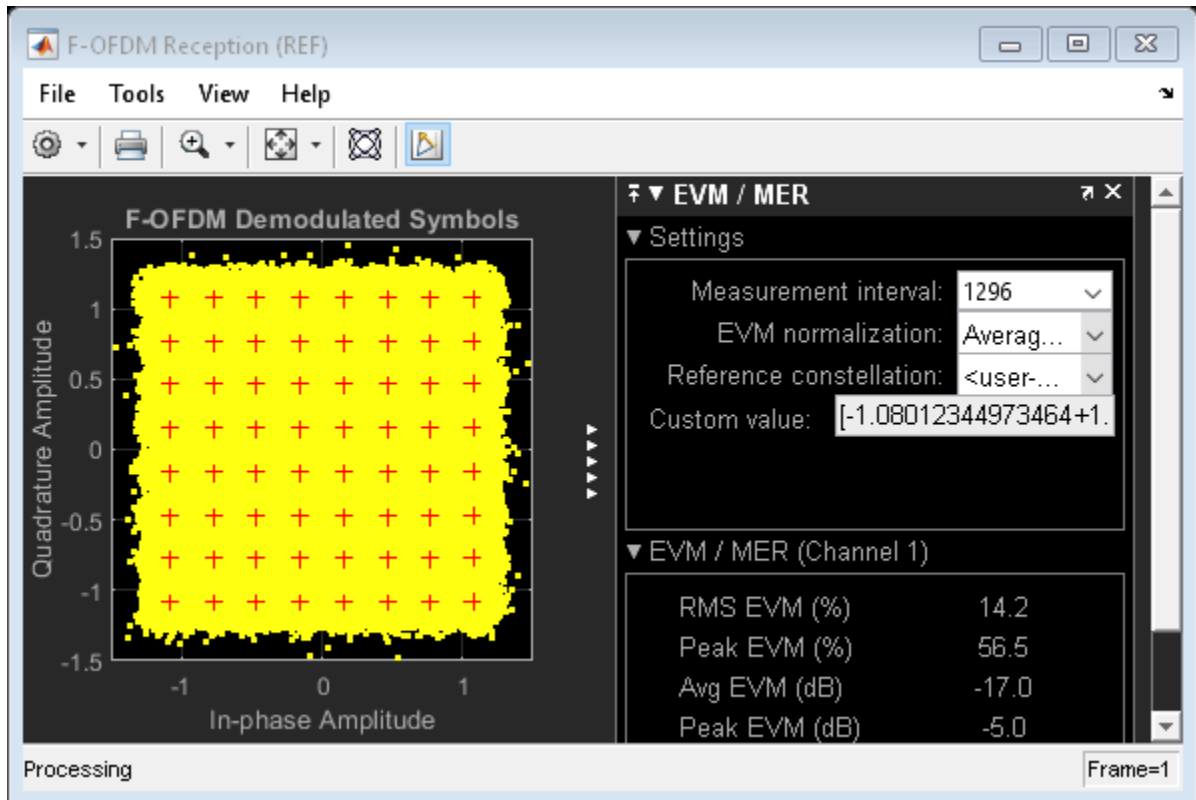 F-OFDM Reception (REF)
File Tools View Help
F-OFDM Demodulated Symbols
1.5
1
0.5
0
-0.5
-1
-1.5
-1 0 1
Quadrature Amplitude
In-phase Amplitude
EVM / MER
Settings
Measurement interval: 1296
EVM normalization: Averag...
Reference constellation: <user-...
Custom value: [-1.08012344973464+1.
EVM / MER (Channel 1)
RMS EVM (%) 14.2
Peak EVM (%) 56.5
Avg EVM (dB) -17.0
Peak EVM (dB) -5.0
Processing Frame=1